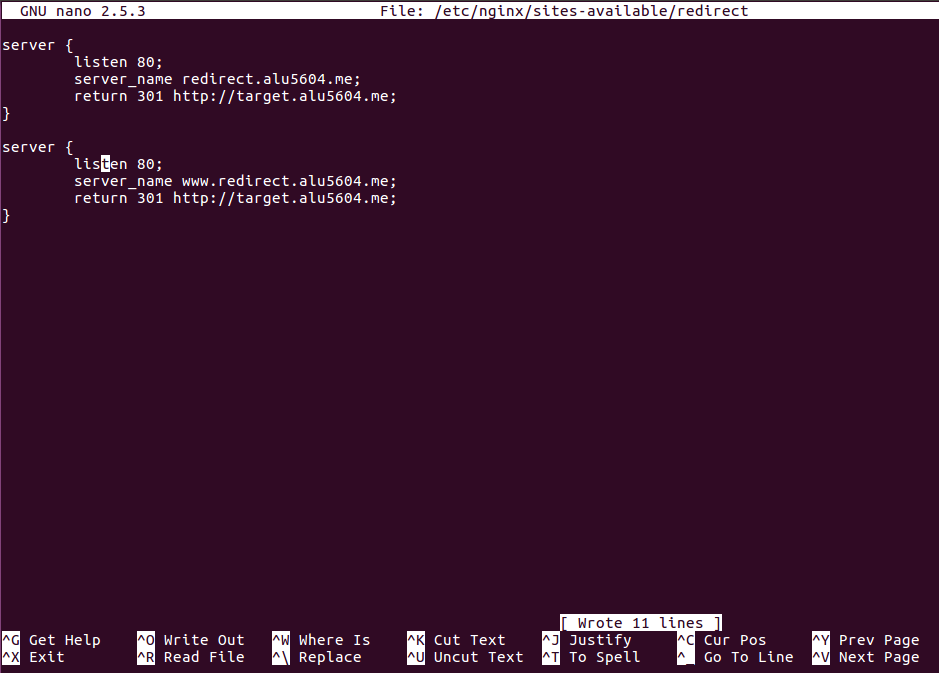 GNU nano 2.5.3 File: /etc/nginx/sites-available/redirect
server {
listen 80;
server_name redirect.alu5604.me;
return 301 http://target.alu5604.me;
}
server {
listen 80;
server_name www.redirect.alu5604.me;
return 301 http://target.alu5604.me;
}
[ Wrote 11 lines ]
^G Get Help ^O Write Out ^W Where Is ^K Cut Text ^J Justify ^C Cur Pos ^Y Prev Page
^X Exit ^R Read File ^\ Replace ^U Uncut Text ^T To Spell ^_ Go To Line ^V Next Page